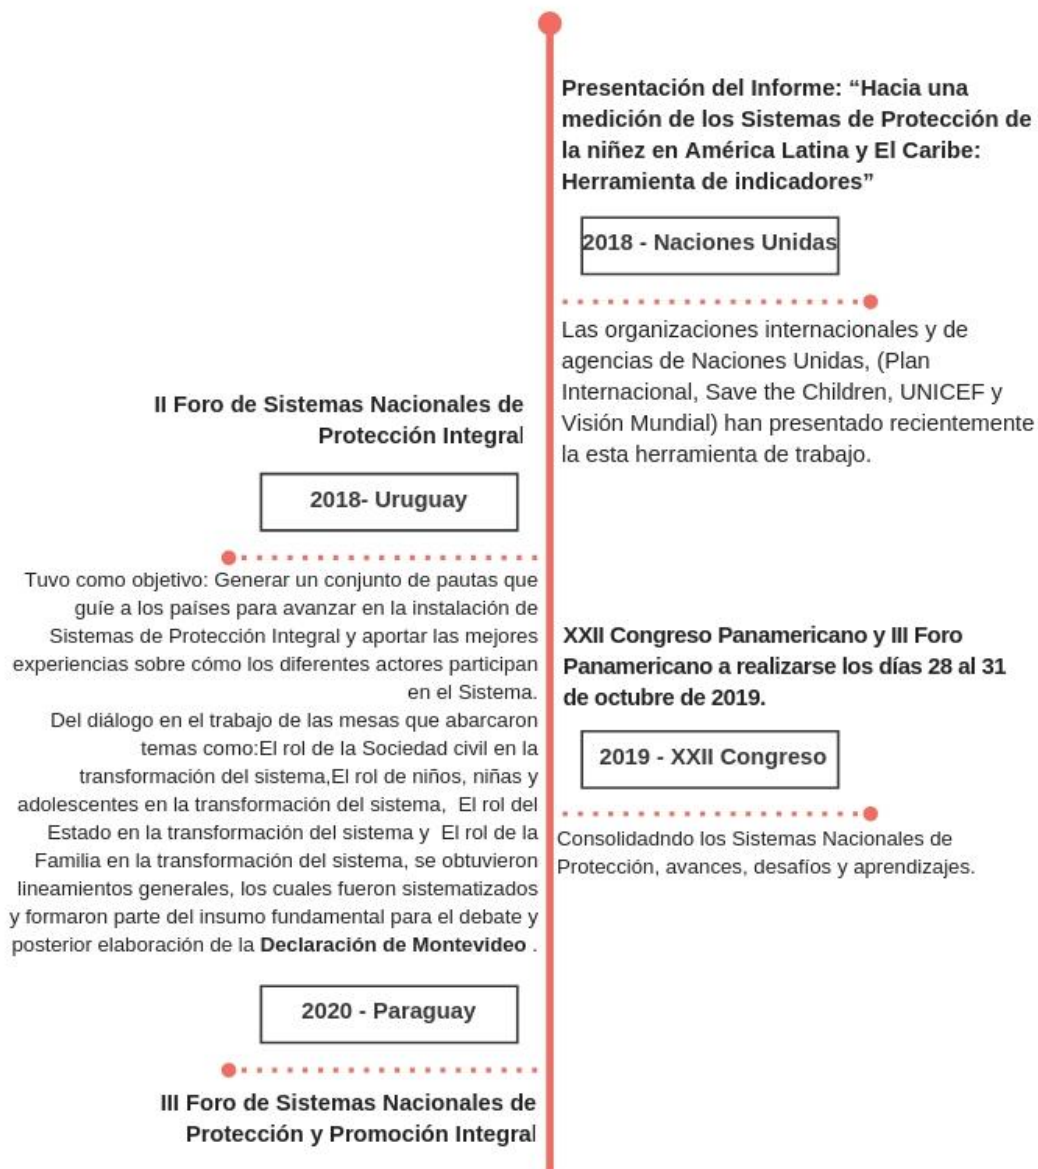 Presentación del Informe: “Hacia una
medición de los Sistemas de Protección de
la niñez en América Latina y El Caribe:
Herramienta de indicadores”
2018 - Naciones Unidas
Las organizaciones internacionales y de
agencias de Naciones Unidas, (Plan
Internacional, Save the Children, UNICEF y
Visión Mundial) han presentado recientemente
la esta herramienta de trabajo.
II Foro de Sistemas Nacionales de
Protección Integral
2018- Uruguay
Tuvo como objetivo: Generar un conjunto de pautas que
guíe a los países para avanzar en la instalación de
Sistemas de Protección Integral y aportar las mejores
experiencias sobre cómo los diferentes actores participan
en el Sistema.
Del diálogo en el trabajo de las mesas que abarcaron
temas como:El rol de la Sociedad civil en la
transformación del sistema,El rol de niños, niñas y
adolescentes en la transformación del sistema,  El rol del
Estado en la transformación del sistema y  El rol de la
Familia en la transformación del sistema, se obtuvieron
lineamientos generales, los cuales fueron sistematizados
y formaron parte del insumo fundamental para el debate y
posterior elaboración de la Declaración de Montevideo .
XXII Congreso Panamericano y III Foro
Panamericano a realizarse los días 28 al 31
de octubre de 2019.
2019 - XXII Congreso
Consolidadndo los Sistemas Nacionales de
Protección, avances, desafíos y aprendizajes.
2020 - Paraguay
III Foro de Sistemas Nacionales de
Protección y Promoción Integral